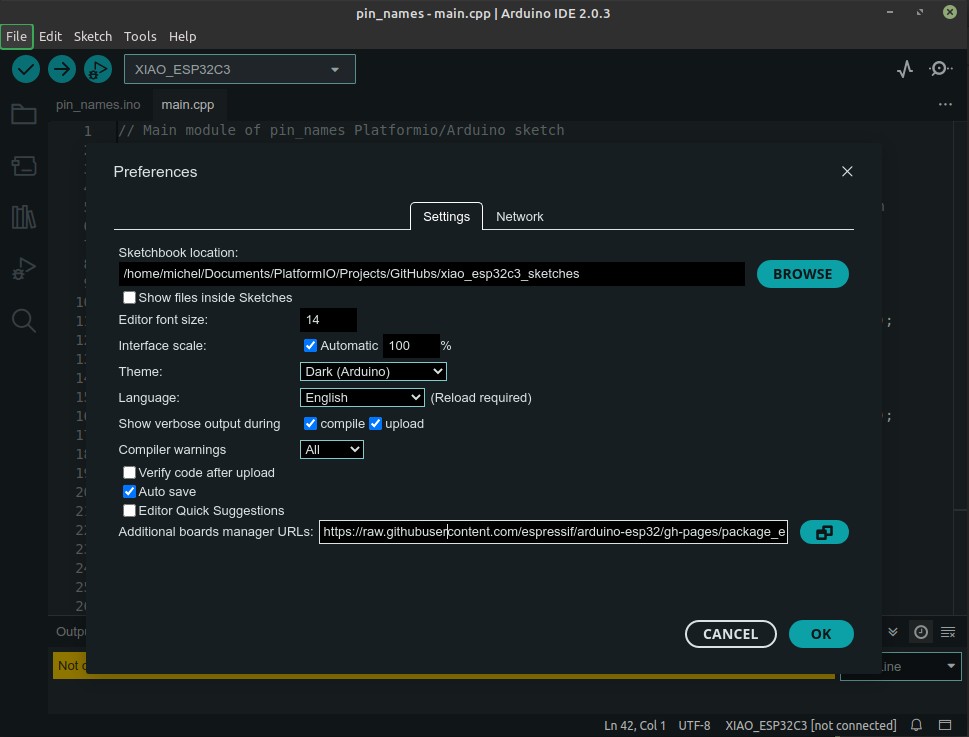 pin_names - main.cpp | Arduino IDE 2.0.3
File Edit Sketch Tools Help
XIAO_ESP32C3
pin_names.ino main.cpp
1 // Main module of pin_names Platformio/Arduino sketch
Preferences
Settings Network
Sketchbook location:
/home/michel/Documents/PlatformIO/Projects/GitHubs/xiao_esp32c3_sketches
BROWSE
Show files inside Sketches
Editor font size: 14
Interface scale: Automatic 100 %
Theme: Dark (Arduino)
Language: English (Reload required)
Show verbose output during compile upload
Compiler warnings All
Verify code after upload
Auto save
Editor Quick Suggestions
Additional boards manager URLs: https://raw.githubusercontent.com/espressif/arduino-esp32/gh-pages/package_e
CANCEL OK
Not
Ln 42, Col 1 UTF-8 XIAO_ESP32C3 [not connected]